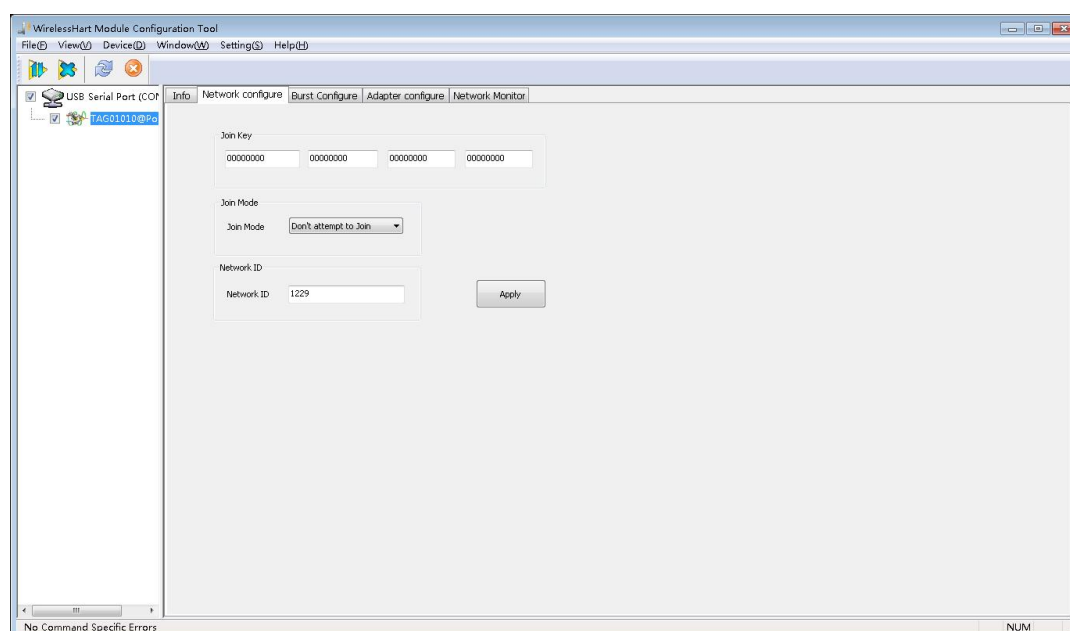 WirelessHart Module Configuration Tool
File(F) View(V) Device(D) Window(W) Setting(S) Help(H)
USB Serial Port (COM
TAG01010@Po
Info Network configure Burst Configure Adapter configure Network Monitor
Join Key
00000000 00000000 00000000 00000000
Join Mode
Join Mode Don't attempt to Join
Network ID
Network ID 1229 Apply
No Command Specific Errors NUM